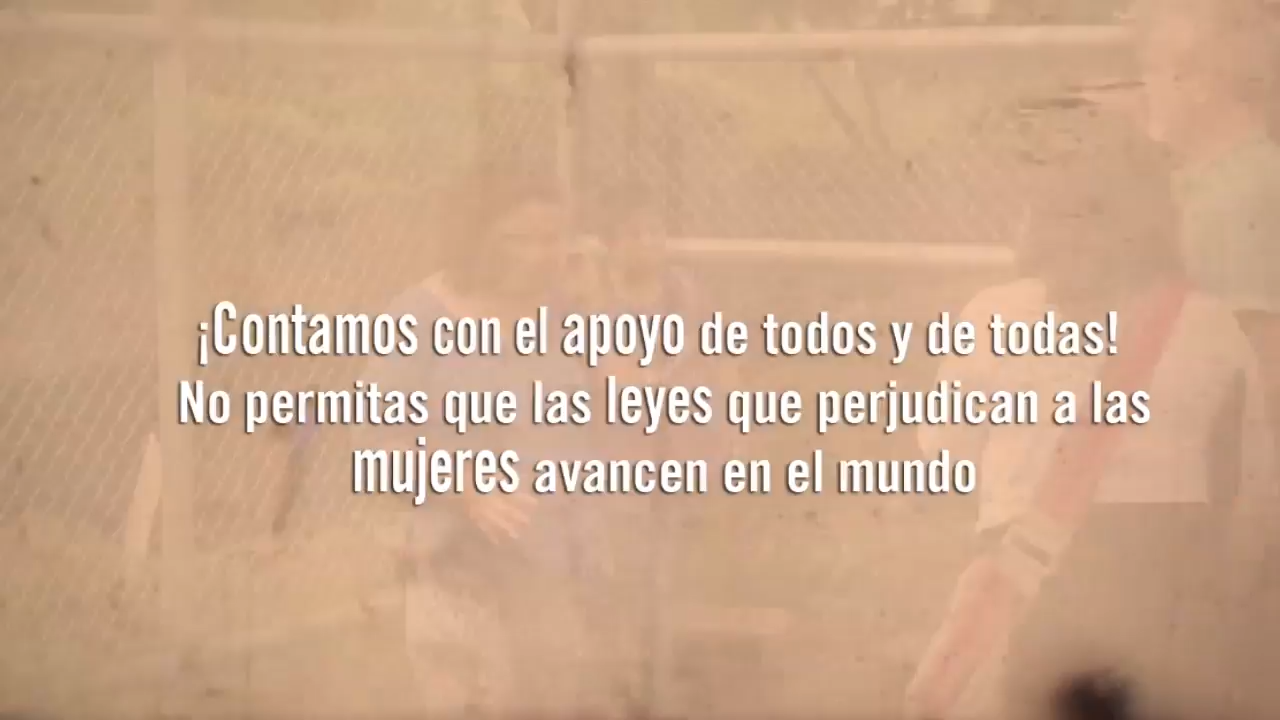 ¡Contamos con el apoyo de todos y de todas!
No permitas que las leyes que perjudican a las
mujeres avancen en el mundo